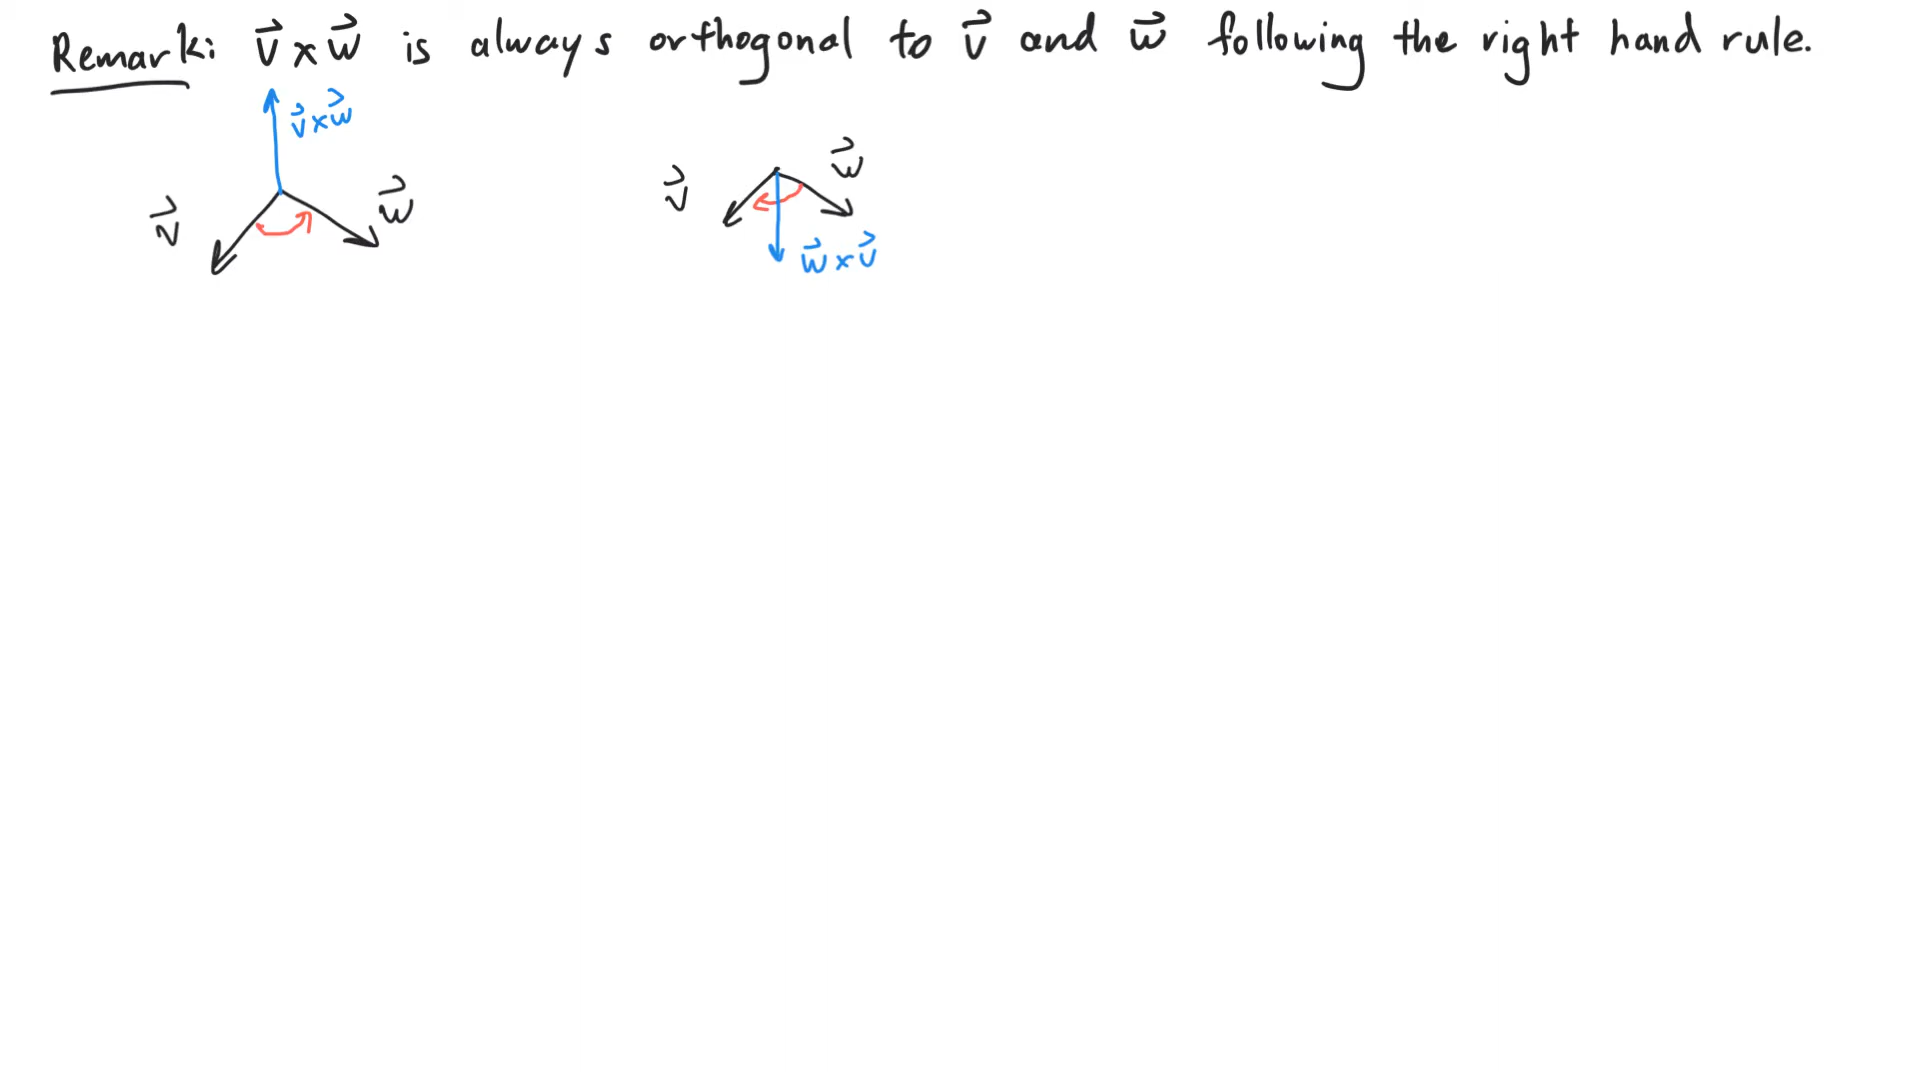 Remark: v⃗ × w⃗ is always orthogonal to v⃗ and w⃗ following the right hand rule.
v⃗ × w⃗
v⃗
w⃗
v⃗
w⃗
w⃗ × v⃗